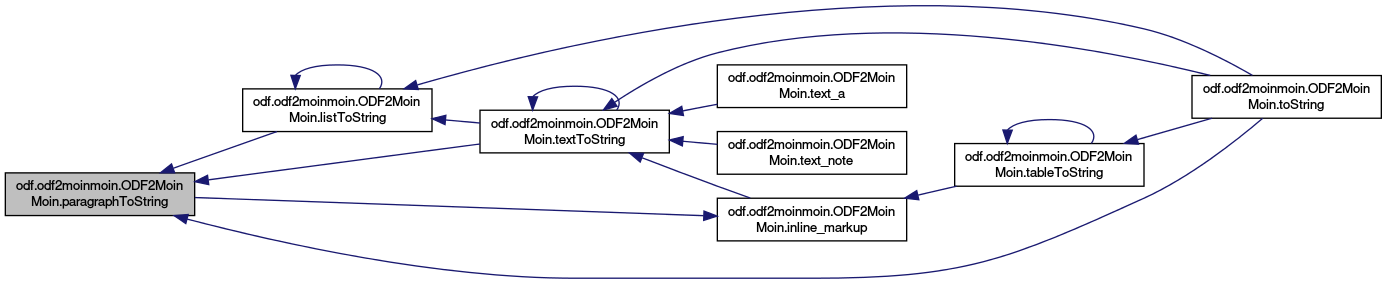 odf.odf2moinmoin.ODF2Moin
Moin.paragraphToString
odf.odf2moinmoin.ODF2Moin
Moin.listToString
odf.odf2moinmoin.ODF2Moin
Moin.textToString
odf.odf2moinmoin.ODF2Moin
Moin.text_a
odf.odf2moinmoin.ODF2Moin
Moin.text_note
odf.odf2moinmoin.ODF2Moin
Moin.inline_markup
odf.odf2moinmoin.ODF2Moin
Moin.tableToString
odf.odf2moinmoin.ODF2Moin
Moin.toString